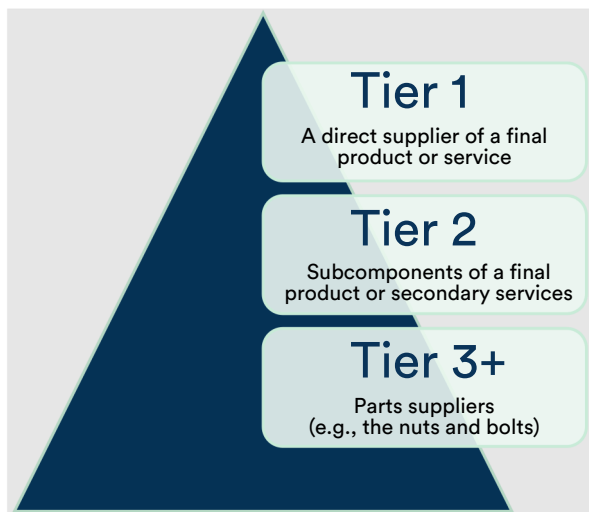 Tier 1
A direct supplier of a final
product or service
Tier 2
Subcomponents of a final
product or secondary services
Tier 3+
Parts suppliers
(e.g., the nuts and bolts)